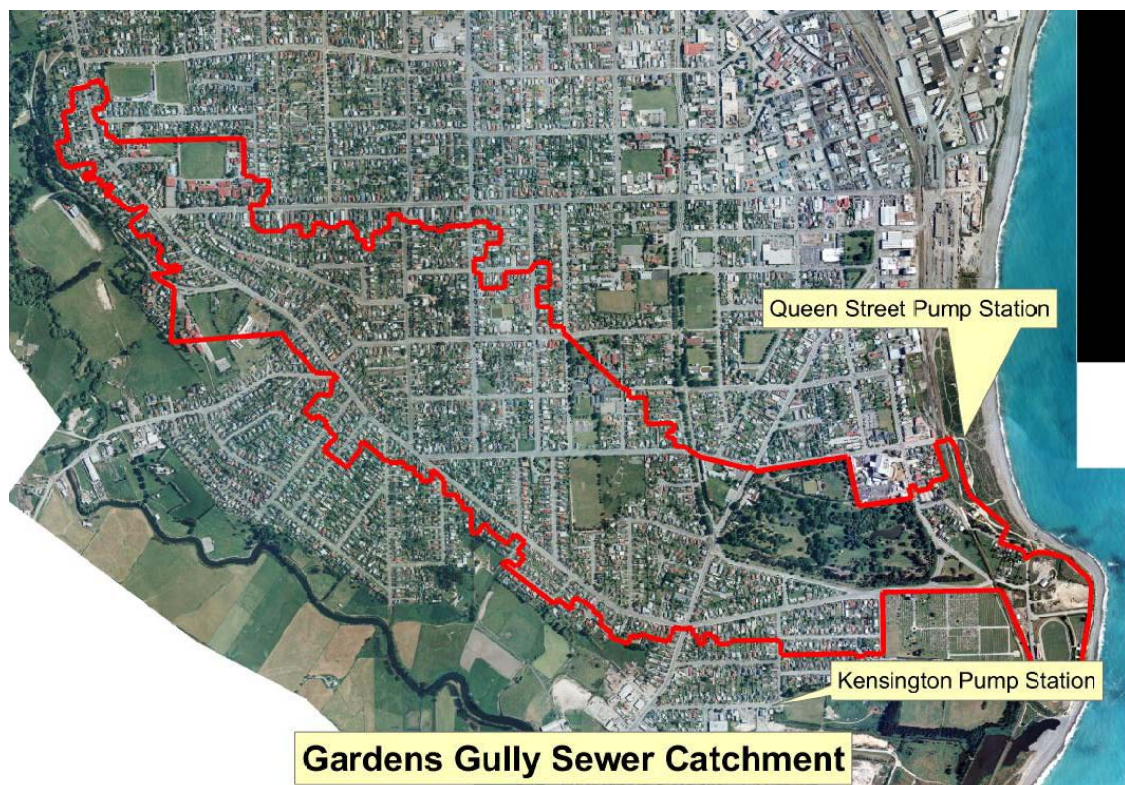 Queen Street Pump Station
Kensington Pump Station
Gardens Gully Sewer Catchment